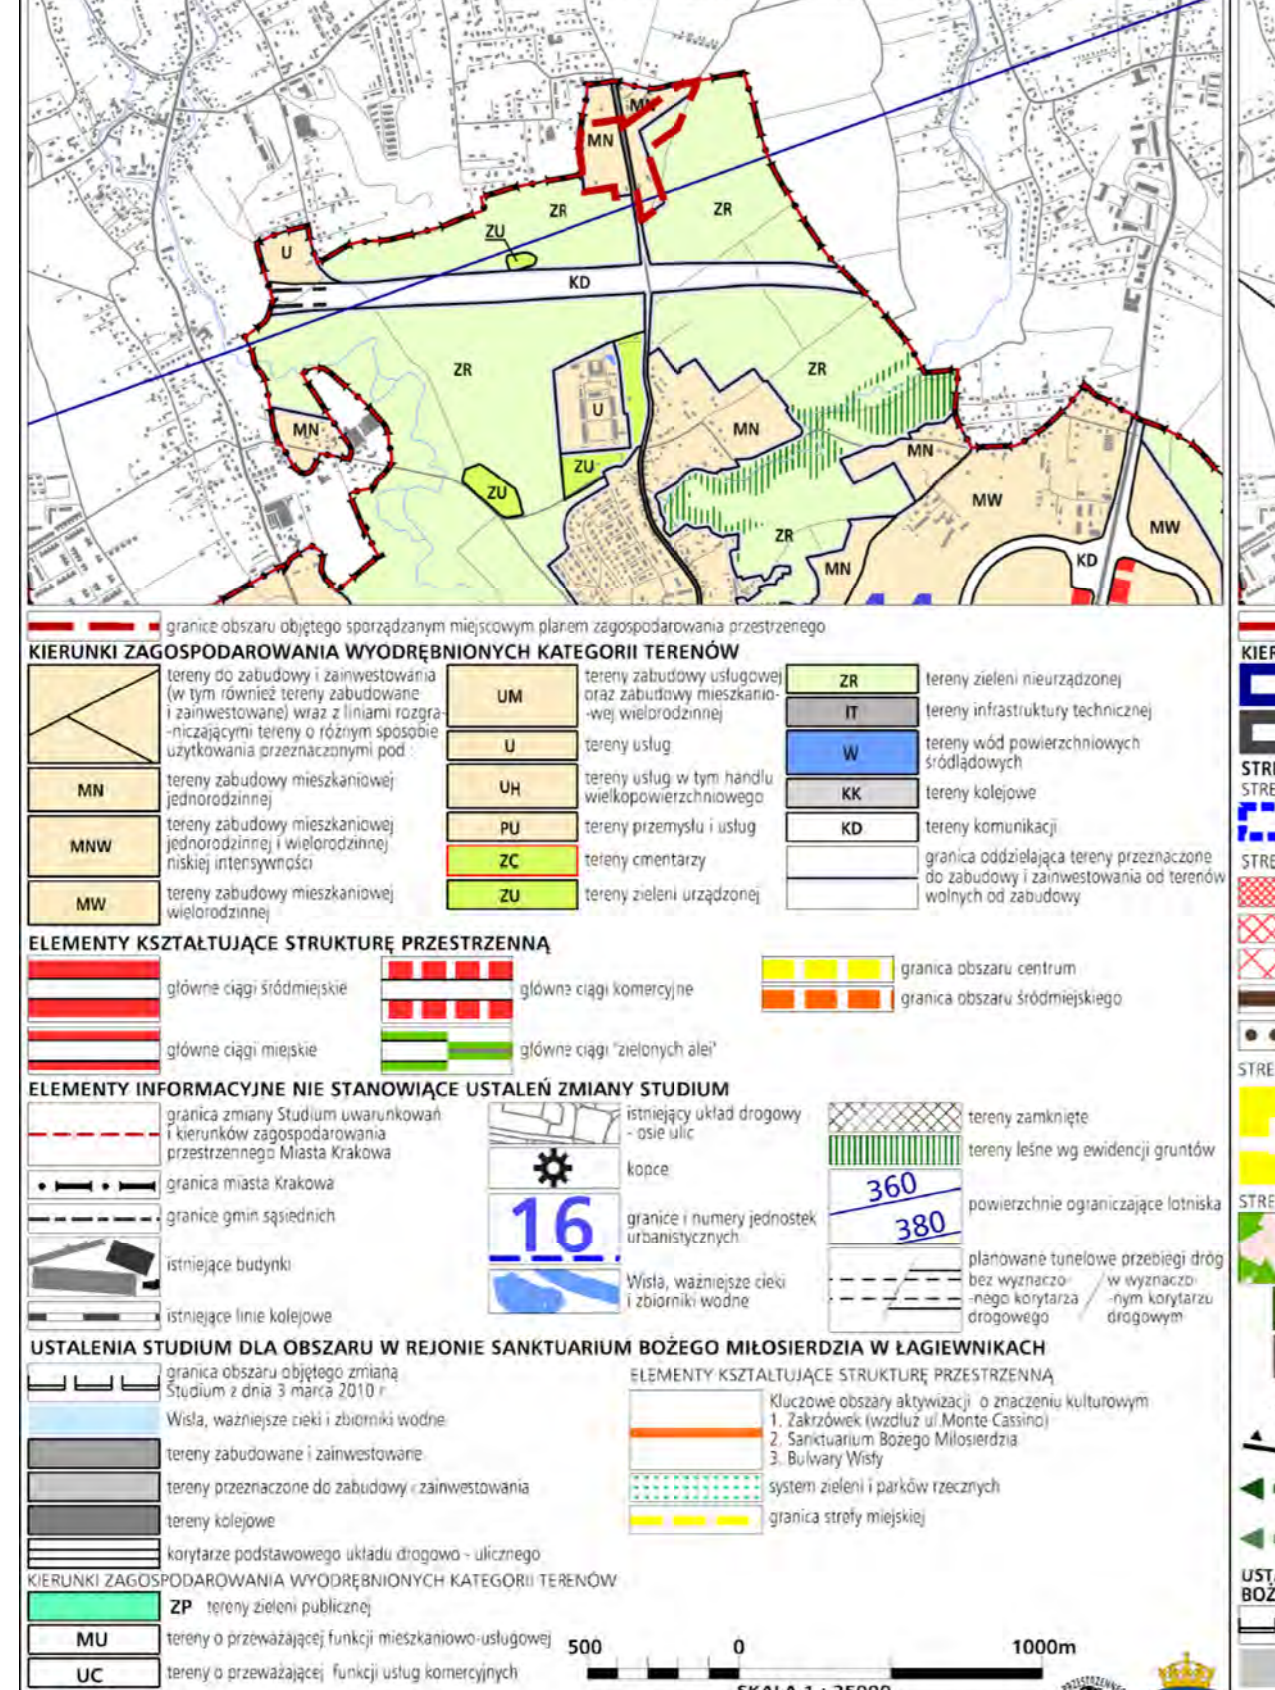 MN
MN
ZR
ZR
ZU
U
KD
ZR
ZR
U
MN
MN
MN
ZU
ZU
MW
ZR
MW
MN
KD
granice obszaru objętego sporządzanym miejscowym planem zagospodarowania przestrzenego
KIERUNKI ZAGOSPODAROWANIA WYODRĘBNIONYCH KATEGORII TERENÓW
tereny do zabudowy i zainwestowania
(w tym również tereny zabudowane
i zainwestowane) wraz z liniami rozgra-
-niczającymi tereny o różnym sposobie
użytkowania przeznaczonymi pod :
MN
tereny zabudowy mieszkaniowej
jednorodzinnej
MNW
tereny zabudowy mieszkaniowej
jednorodzinnej i wielorodzinnej
niskiej intensywności
MW
tereny zabudowy mieszkaniowej
wielorodzinnej
UM
tereny zabudowy usługowej
oraz zabudowy mieszkanio-
-wej wielorodzinnej
U
tereny usług
UH
tereny usług w tym handlu
wielkopowierzchniowego
PU
tereny przemysłu i usług
ZC
tereny cmentarzy
ZU
tereny zieleni urządzonej
ZR
tereny zieleni nieurządzonej
IT
tereny infrastruktury technicznej
W
tereny wód powierzchniowych
śródlądowych
KK
tereny kolejowe
KD
tereny komunikacji
granica oddzielająca tereny przeznaczone
do zabudowy i zainwestowania od terenów
wolnych od zabudowy
ELEMENTY KSZTAŁTUJĄCE STRUKTURĘ PRZESTRZENNĄ
główne ciągi śródmiejskie
główne ciągi komercyjne
granica obszaru centrum
granica obszaru śródmiejskiego
główne ciągi miejskie
główne ciągi "zielonych alei"
ELEMENTY INFORMACYJNE NIE STANOWIĄCE USTALEŃ ZMIANY STUDIUM
granica zmiany Studium uwarunkowań
i kierunków zagospodarowania
przestrzennego Miasta Krakowa
granica miasta Krakowa
granice gmin sąsiednich
istniejące budynki
istniejące linie kolejowe
istniejący układ drogowy
- osie ulic
kopce
16
granice i numery jednostek
urbanistycznych
Wisła, ważniejsze cieki
i zbiorniki wodne
tereny zamknięte
tereny leśne wg ewidencji gruntów
360
380
powierzchnie ograniczające lotniska
planowane tunelowe przebiegi dróg
bez wyznaczo- / w wyznaczo-
-nego korytarza / -nym korytarzu
drogowego / drogowym
USTALENIA STUDIUM DLA OBSZARU W REJONIE SANKTUARIUM BOŻEGO MIŁOSIERDZIA W ŁAGIEWNIKACH
granica obszaru objętego zmianą
Studium z dnia 3 marca 2010 r
Wisła, ważniejsze cieki i zbiorniki wodne
tereny zabudowane i zainwestowane
tereny przeznaczone do zabudowy i zainwestowania
tereny kolejowe
korytarze podstawowego układu drogowo - ulicznego
ELEMENTY KSZTAŁTUJĄCE STRUKTURĘ PRZESTRZENNĄ
Kluczowe obszary aktywizacji o znaczeniu kulturowym
1. Zakrzówek (wzdłuż ul.Monte Cassino)
2. Sanktuarium Bożego Miłosierdzia
3. Bulwary Wisły
system zieleni i parków rzecznych
granica strefy miejskiej
KIERUNKI ZAGOSPODAROWANIA WYODRĘBNIONYCH KATEGORII TERENÓW
ZP tereny zieleni publicznej
MU
tereny o przeważającej funkcji mieszkaniowo-usługowej
UC
tereny o przeważającej funkcji usług komercyjnych
500 0 1000m
SKALA 1 : 25000
KIER
STRE
STRE
STRE
STRE
STRE
UST
BOŻ